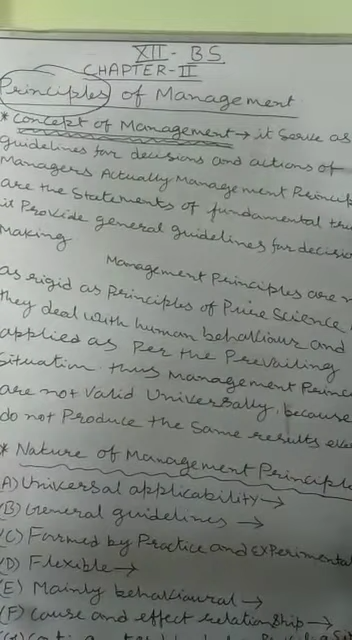 XII - BS
CHAPTER-II
Principles of Management
* Concept of Management → it Serve as
guidelines for decisions and actions of
Managers Actually Management Princip
are the Statements of fundamental tru
it Provide general guidelines for decisio
Making
Management Principles are n
as rigid as Principles of Pure Science
they deal with human behaviour and
applied as Per the Prevailing
Situation thus Management Princ
are not valid Universally, because
do not Produce the Same results eve
* Nature of Management Principle
(A) Universal applicability →
(B) General guidelines →
(C) Formed by Practice and Experimenta
(D) Flexible →
(E) Mainly behavioural →
(F) Cause and effect relationship →